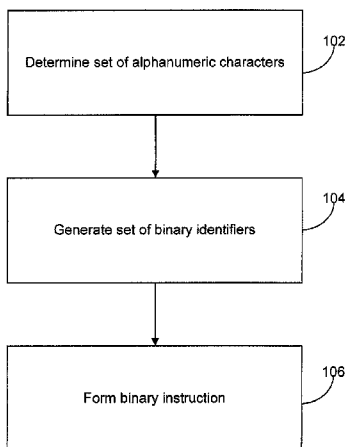 102
Determine set of alphanumeric characters
104
Generate set of binary identifiers
106
Form binary instruction